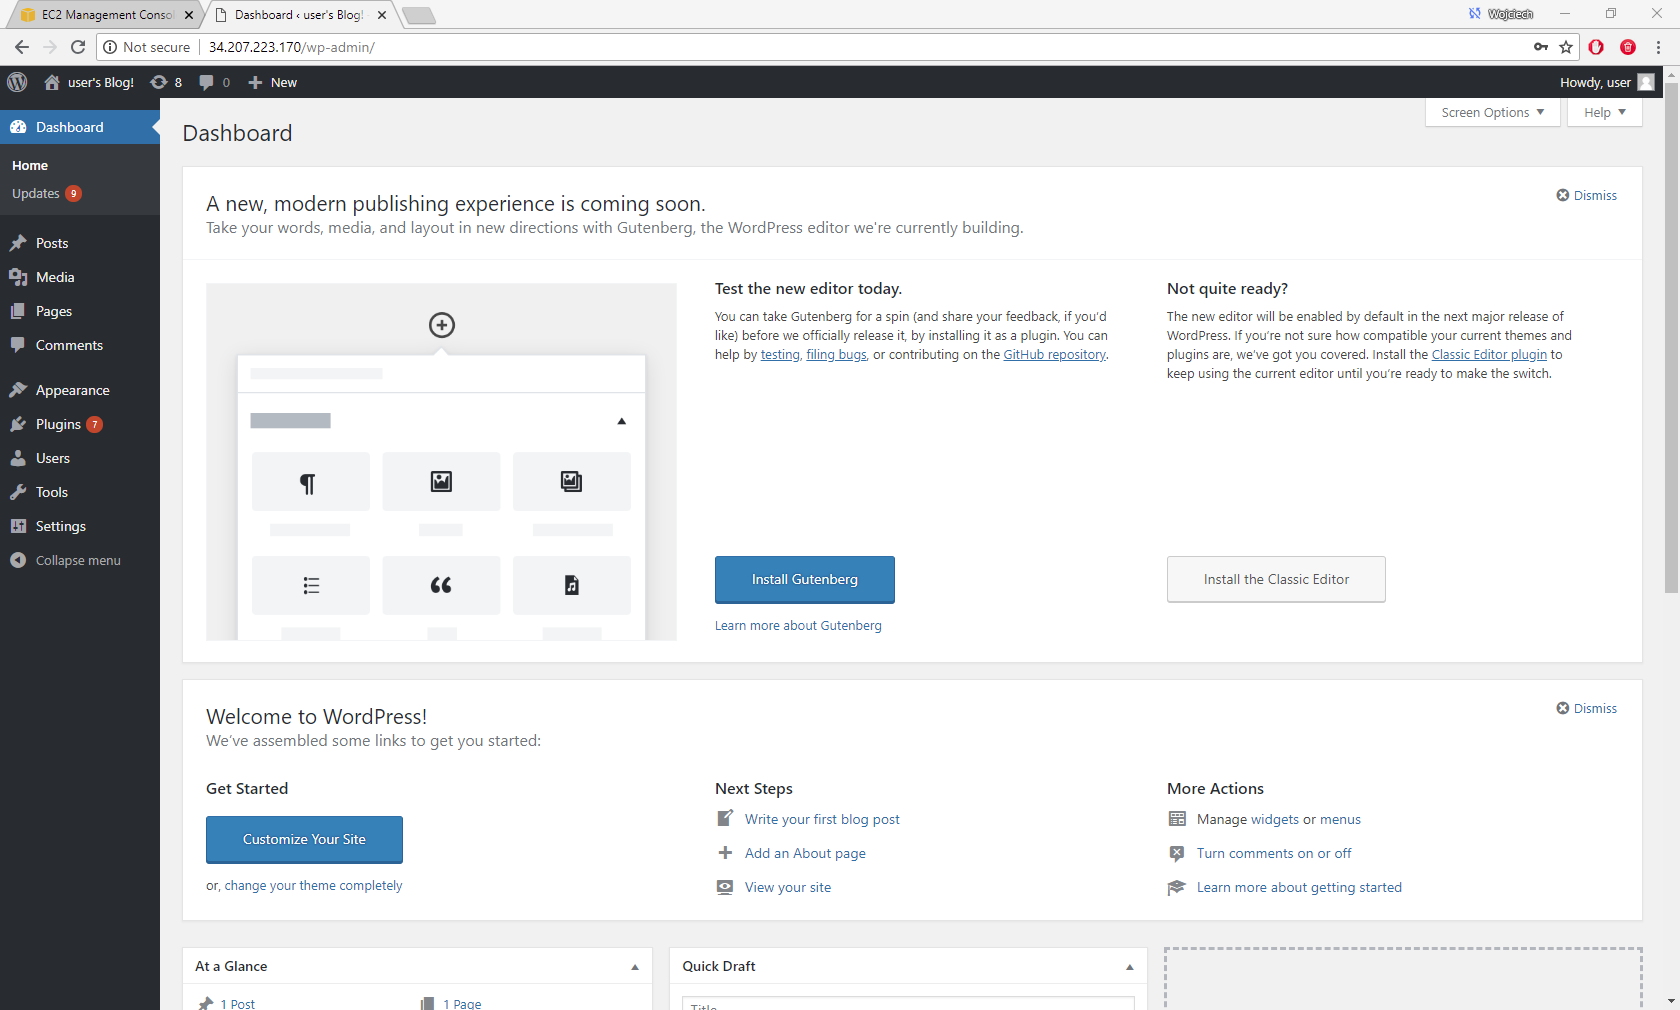 EC2 Management Consol
Dashboard ‹ user's Blog!
Wojciech
Not secure
34.207.223.170/wp-admin/
user's Blog!
8
0
New
Howdy, user
Dashboard
Home
Updates 9
Posts
Media
Pages
Comments
Appearance
Plugins 7
Users
Tools
Settings
Collapse menu
Dashboard
Screen Options
Help
A new, modern publishing experience is coming soon.
Dismiss
Take your words, media, and layout in new directions with Gutenberg, the WordPress editor we're currently building.
Test the new editor today.
You can take Gutenberg for a spin (and share your feedback, if you'd
like) before we officially release it, by installing it as a plugin. You can
help by testing, filing bugs, or contributing on the GitHub repository.
Install Gutenberg
Learn more about Gutenberg
Not quite ready?
The new editor will be enabled by default in the next major release of
WordPress. If you're not sure how compatible your current themes and
plugins are, we've got you covered. Install the Classic Editor plugin to
keep using the current editor until you're ready to make the switch.
Install the Classic Editor
Welcome to WordPress!
Dismiss
We've assembled some links to get you started:
Get Started
Customize Your Site
or, change your theme completely
Next Steps
Write your first blog post
Add an About page
View your site
More Actions
Manage widgets or menus
Turn comments on or off
Learn more about getting started
At a Glance
1 Post
1 Page
Quick Draft
Title